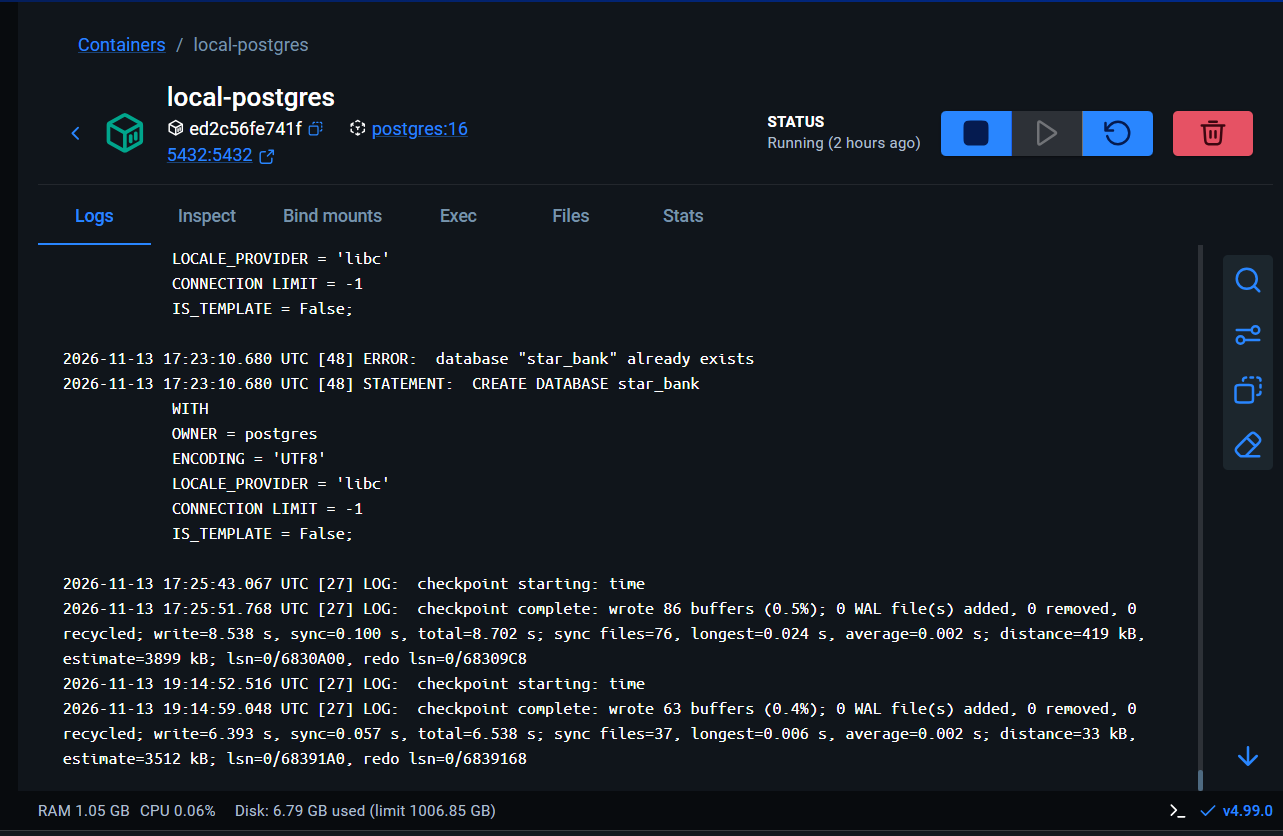 Containers / local-postgres
local-postgres
ed2c56fe741f postgres:16
5432:5432
STATUS
Running (2 hours ago)
Logs Inspect Bind mounts Exec Files Stats
LOCALE_PROVIDER = 'libc'
CONNECTION LIMIT = -1
IS_TEMPLATE = False;
2026-11-13 17:23:10.680 UTC [48] ERROR:  database "star_bank" already exists
2026-11-13 17:23:10.680 UTC [48] STATEMENT:  CREATE DATABASE star_bank
WITH
OWNER = postgres
ENCODING = 'UTF8'
LOCALE_PROVIDER = 'libc'
CONNECTION LIMIT = -1
IS_TEMPLATE = False;
2026-11-13 17:25:43.067 UTC [27] LOG:  checkpoint starting: time
2026-11-13 17:25:51.768 UTC [27] LOG:  checkpoint complete: wrote 86 buffers (0.5%); 0 WAL file(s) added, 0 removed, 0
recycled; write=8.538 s, sync=0.100 s, total=8.702 s; sync files=76, longest=0.024 s, average=0.002 s; distance=419 kB,
estimate=3899 kB; lsn=0/6830A00, redo lsn=0/68309C8
2026-11-13 19:14:52.516 UTC [27] LOG:  checkpoint starting: time
2026-11-13 19:14:59.048 UTC [27] LOG:  checkpoint complete: wrote 63 buffers (0.4%); 0 WAL file(s) added, 0 removed, 0
recycled; write=6.393 s, sync=0.057 s, total=6.538 s; sync files=37, longest=0.006 s, average=0.002 s; distance=33 kB,
estimate=3512 kB; lsn=0/68391A0, redo lsn=0/6839168
RAM 1.05 GB CPU 0.06% Disk: 6.79 GB used (limit 1006.85 GB) v4.99.0